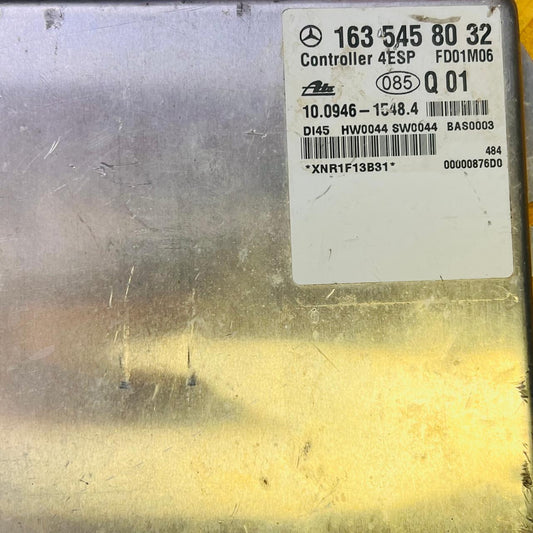 163 545 80 32
Controller 4ESP FD01M06
Ate 085 Q 01
10.0946-1548.4
DI45 HW0044 SW0044 BAS0003
484
*XNR1F13B31* 00000876D0